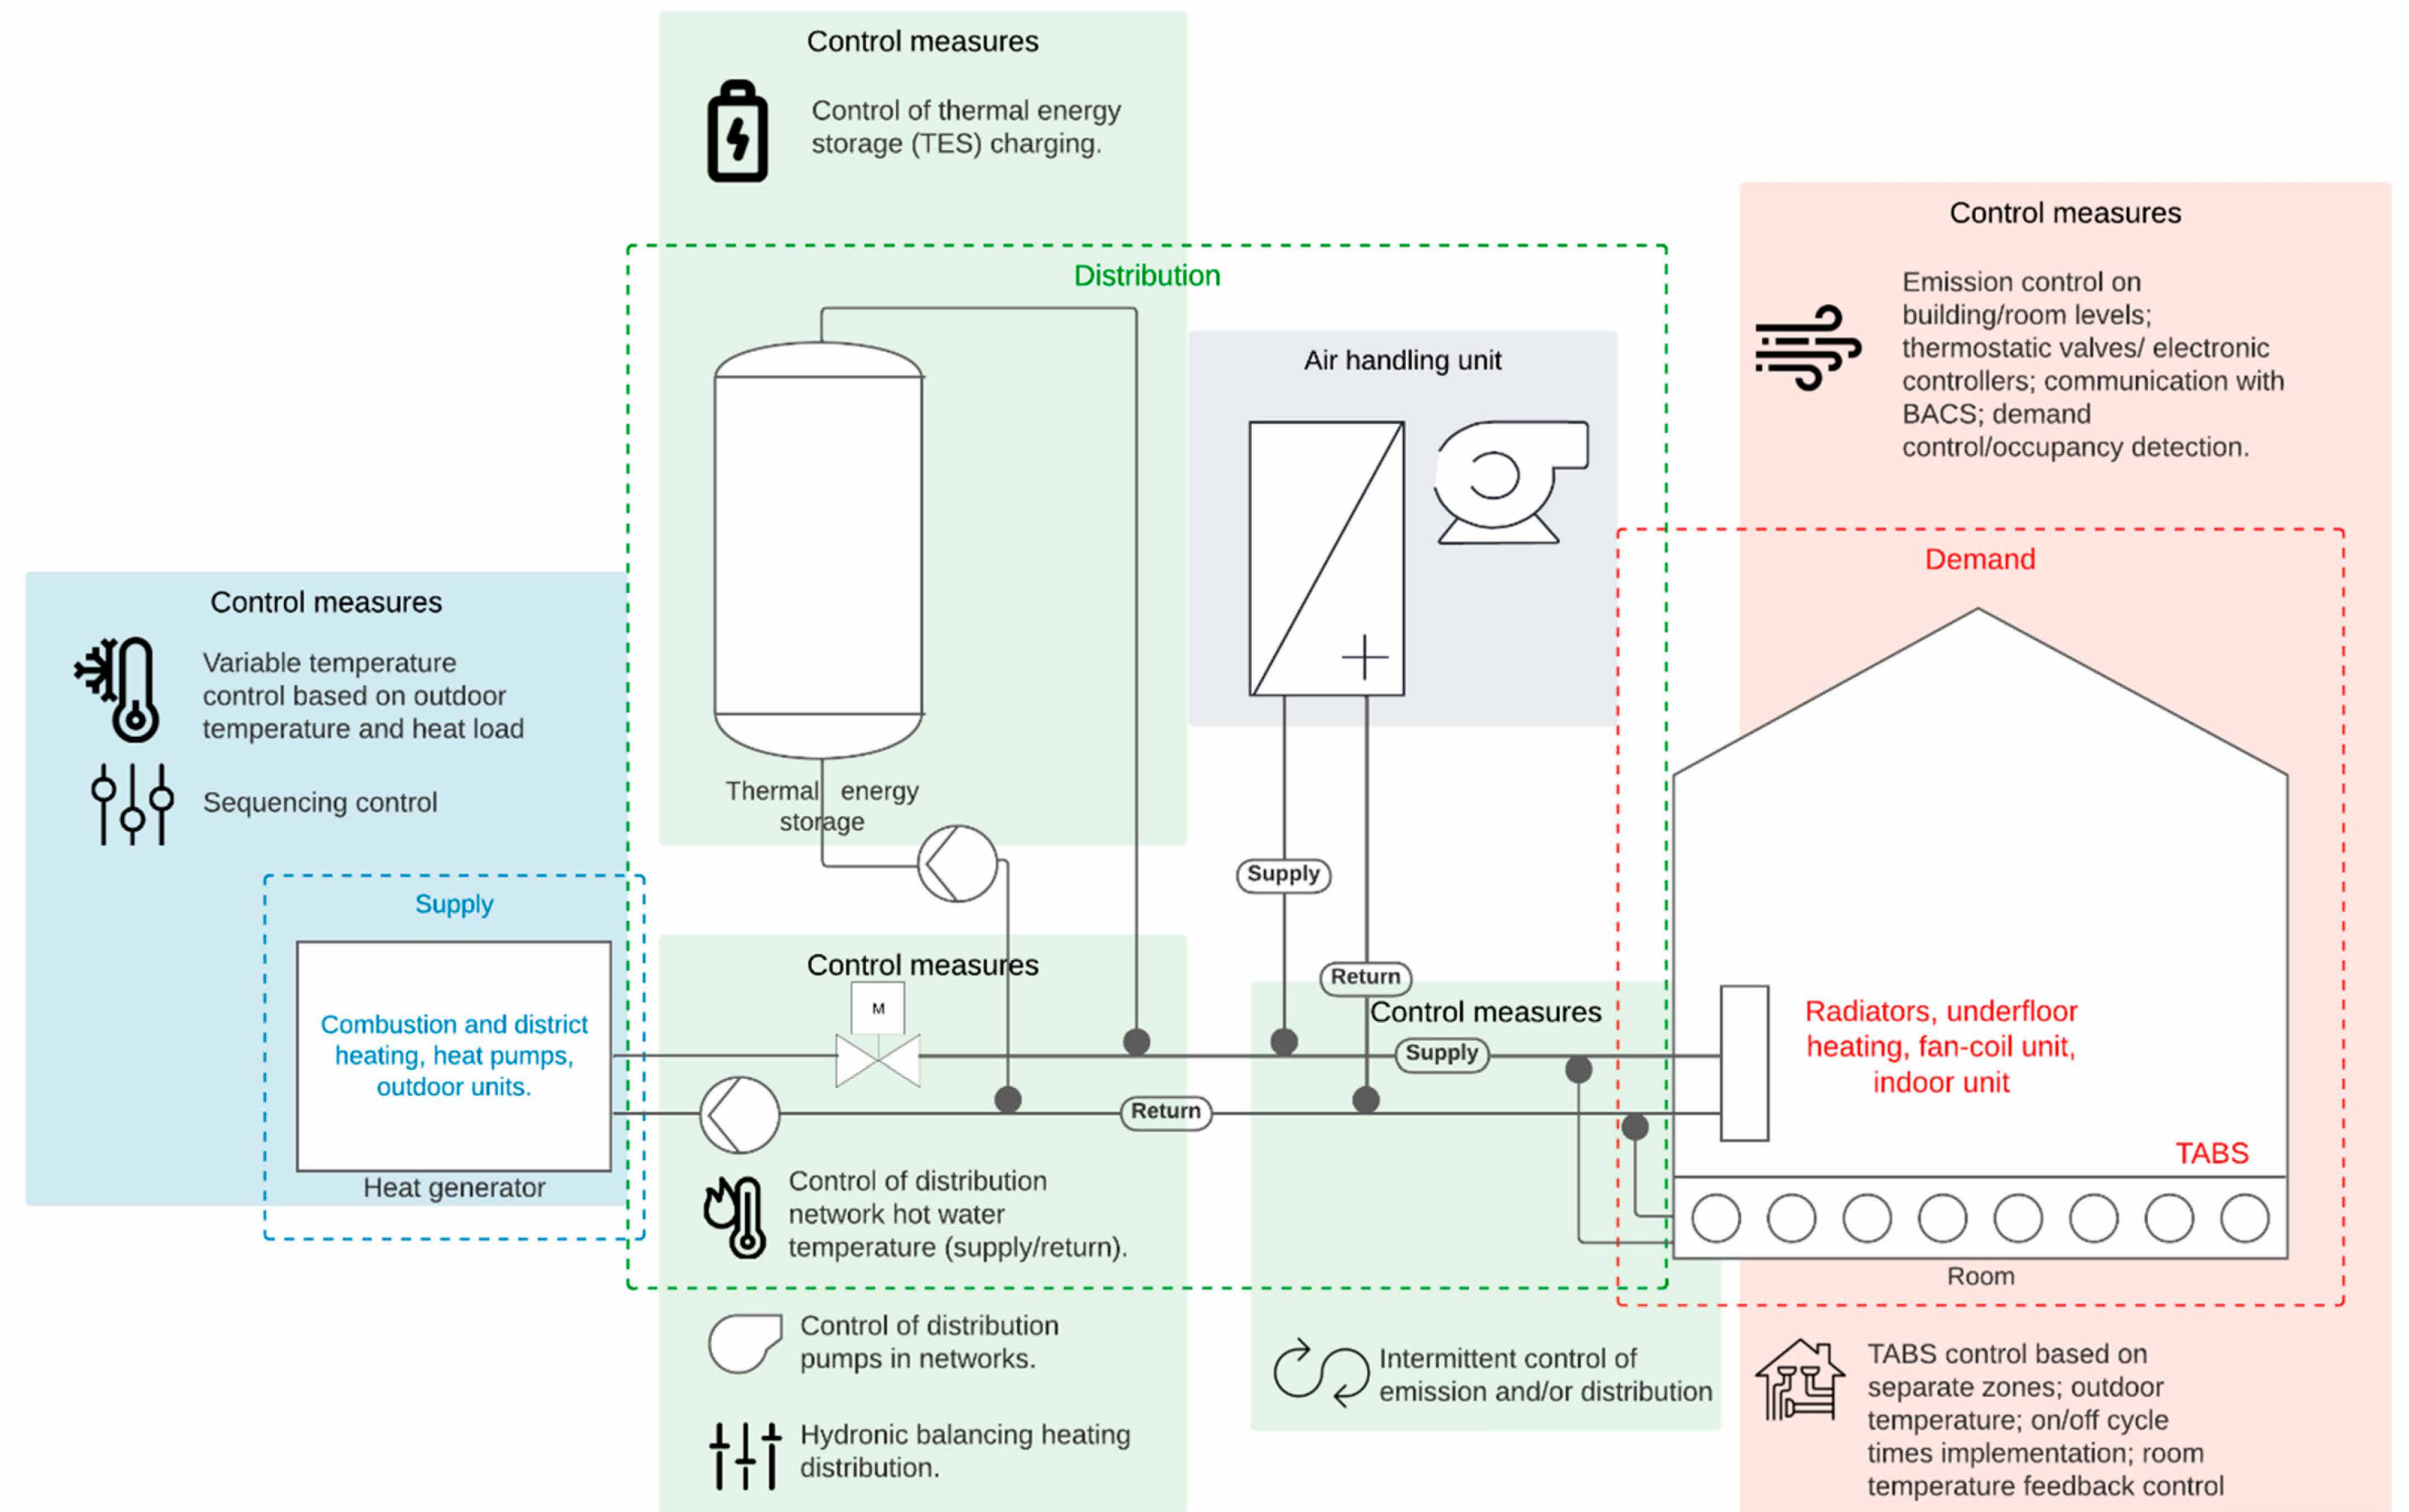 Control measures
Control of thermal energy
storage (TES) charging.
Distribution
Air handling unit
Thermal energy
storage
Control measures
Emission control on
building/room levels;
thermostatic valves/ electronic
controllers; communication with
BACS; demand
control/occupancy detection.
Demand
Control measures
Variable temperature
control based on outdoor
temperature and heat load
Sequencing control
Supply
Combustion and district
heating, heat pumps,
outdoor units.
Heat generator
Control measures
M
Supply
Return
Control measures
Supply
Return
Control of distribution
network hot water
temperature (supply/return).
Control of distribution
pumps in networks.
Hydronic balancing heating
distribution.
Intermittent control of
emission and/or distribution
Radiators, underfloor
heating, fan-coil unit,
indoor unit
TABS
Room
TABS control based on
separate zones; outdoor
temperature; on/off cycle
times implementation; room
temperature feedback control